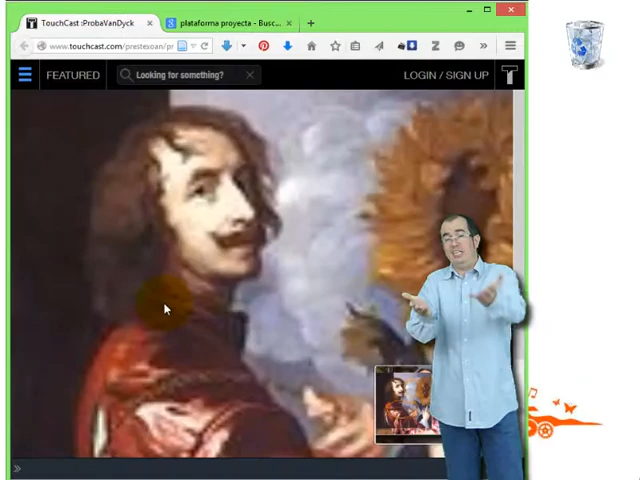 TouchCast :ProbaVanDyck
plataforma proyecta - Busc...
www.touchcast.com/prestexoan/pr
FEATURED
Looking for something?
LOGIN / SIGN UP